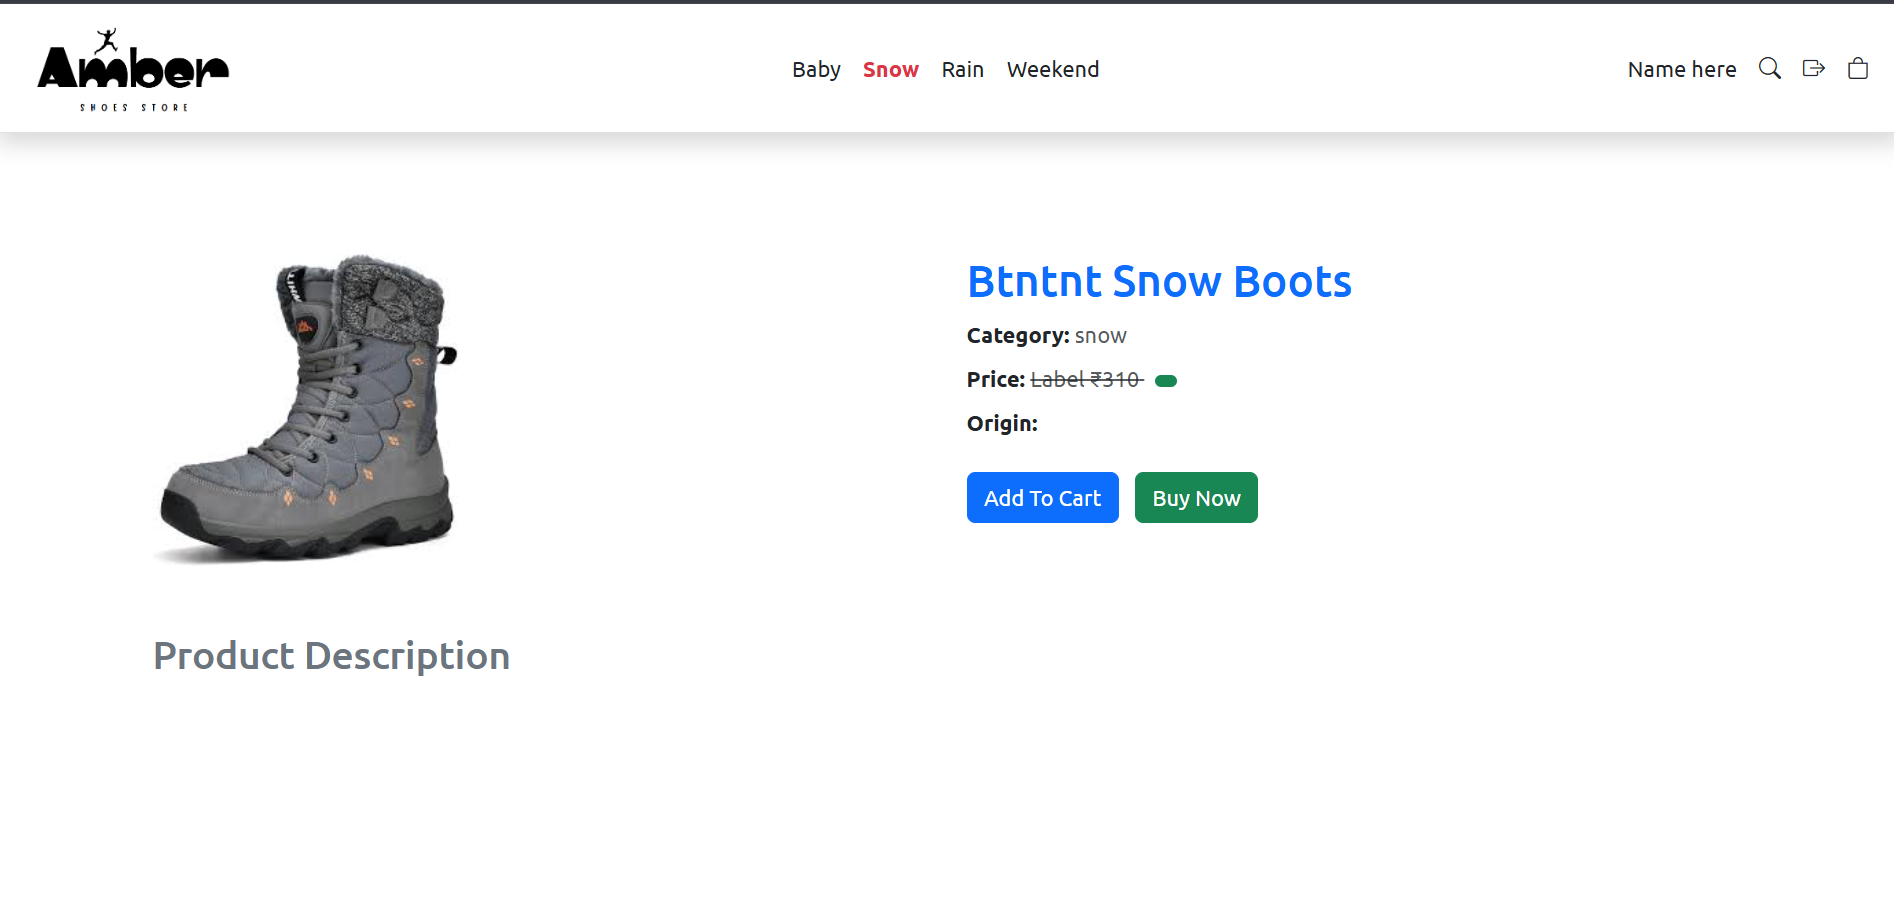 Amber
SHOES STORE
Baby Snow Rain Weekend
Name here
Btntnt Snow Boots
Category: snow
Price: Label ₹310
Origin:
Add To Cart Buy Now
Product Description